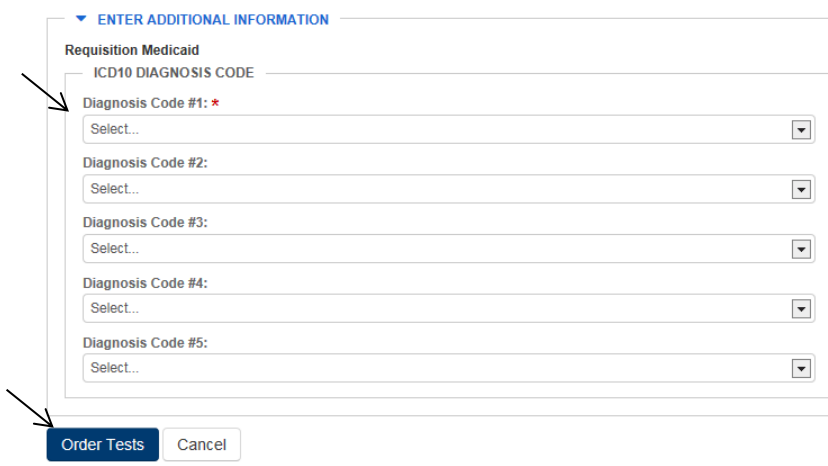 ENTER ADDITIONAL INFORMATION
Requisition Medicaid
ICD10 DIAGNOSIS CODE
Diagnosis Code #1: *
Select...
Diagnosis Code #2:
Select...
Diagnosis Code #3:
Select...
Diagnosis Code #4:
Select...
Diagnosis Code #5:
Select...
Order Tests Cancel